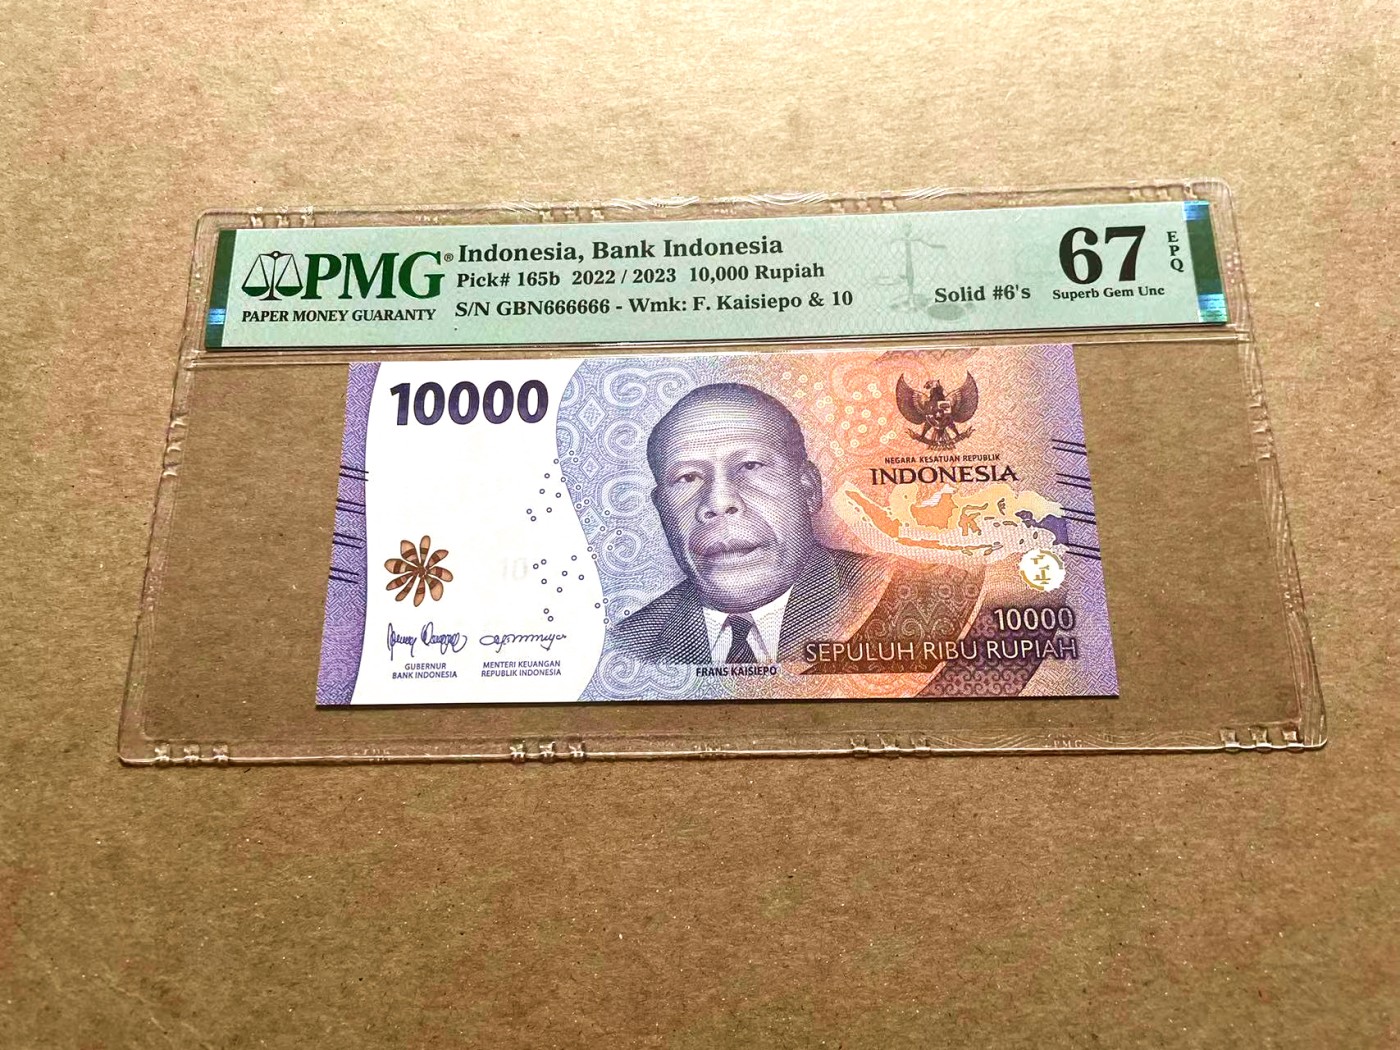 PMG®
PAPER MONEY GUARANTY
Indonesia, Bank Indonesia
Pick# 165b 2022 / 2023 10,000 Rupiah
S/N GBN666666 - Wmk: F. Kaisiepo & 10
Solid #6's
67
EPQ
Superb Gem Unc
10000
NEGARA KESATUAN REPUBLIK
INDONESIA
10
GUBERNUR
BANK INDONESIA
MENTERI KEUANGAN
REPUBLIK INDONESIA
FRANS KAISIEPO
10000
SEPULUH RIBU RUPIAH
PMG